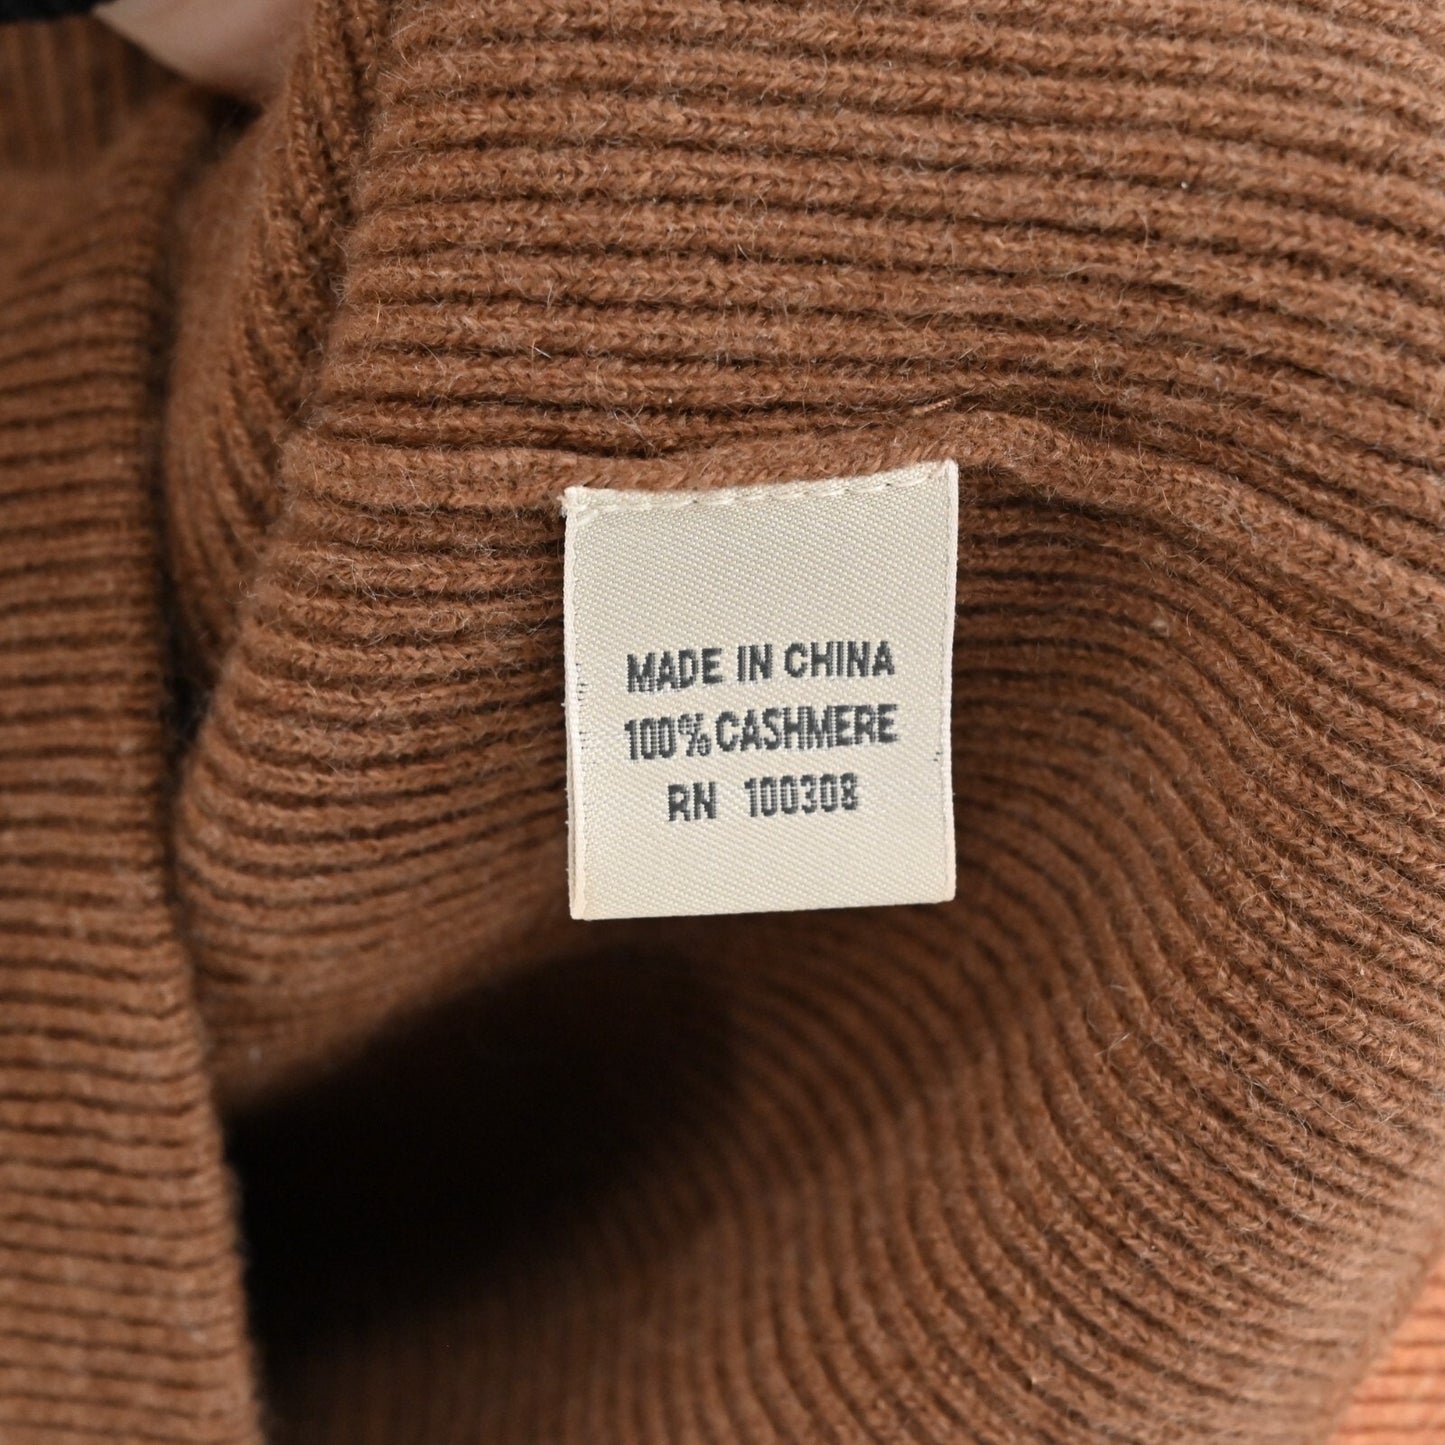 MADE IN CHINA
100% CASHMERE
RN 100308